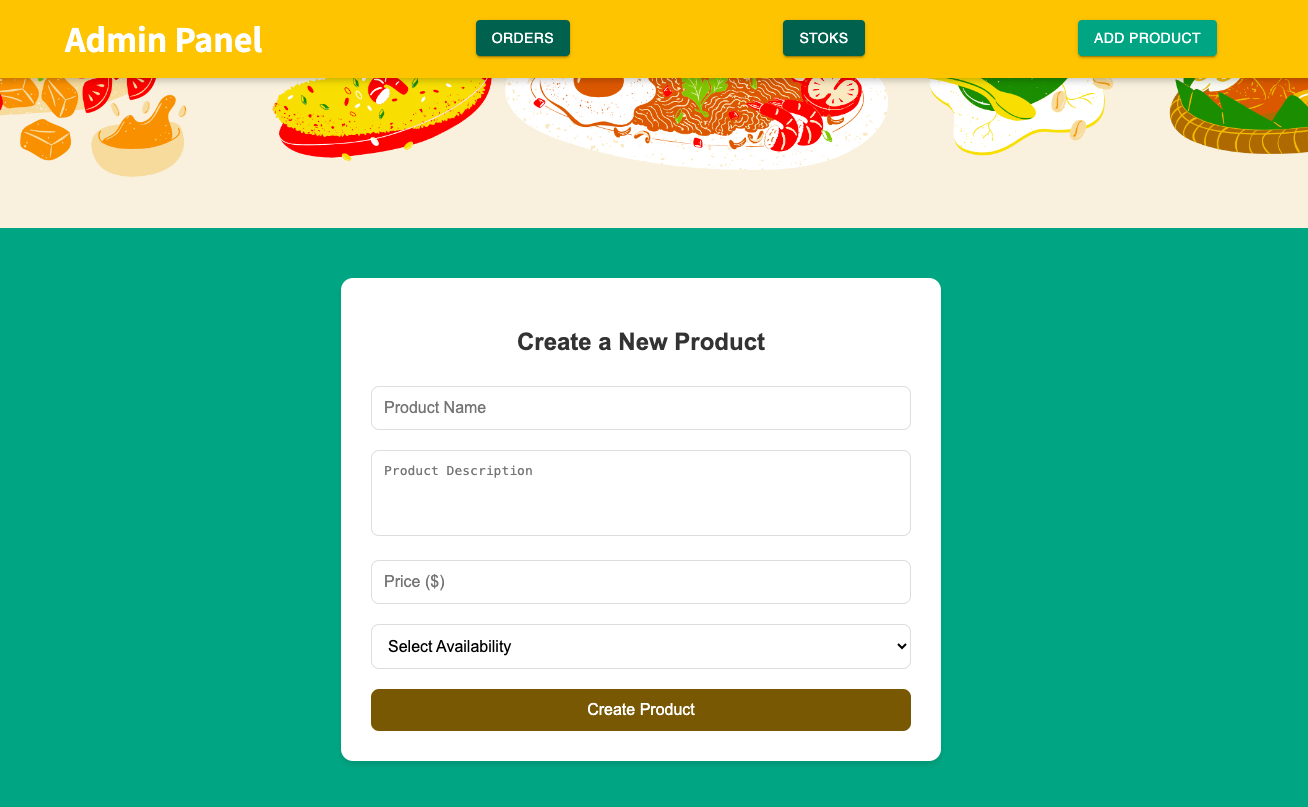 Admin Panel
ORDERS
STOKS
ADD PRODUCT
Create a New Product
Product Name
Product Description
Price ($)
Select Availability
Create Product